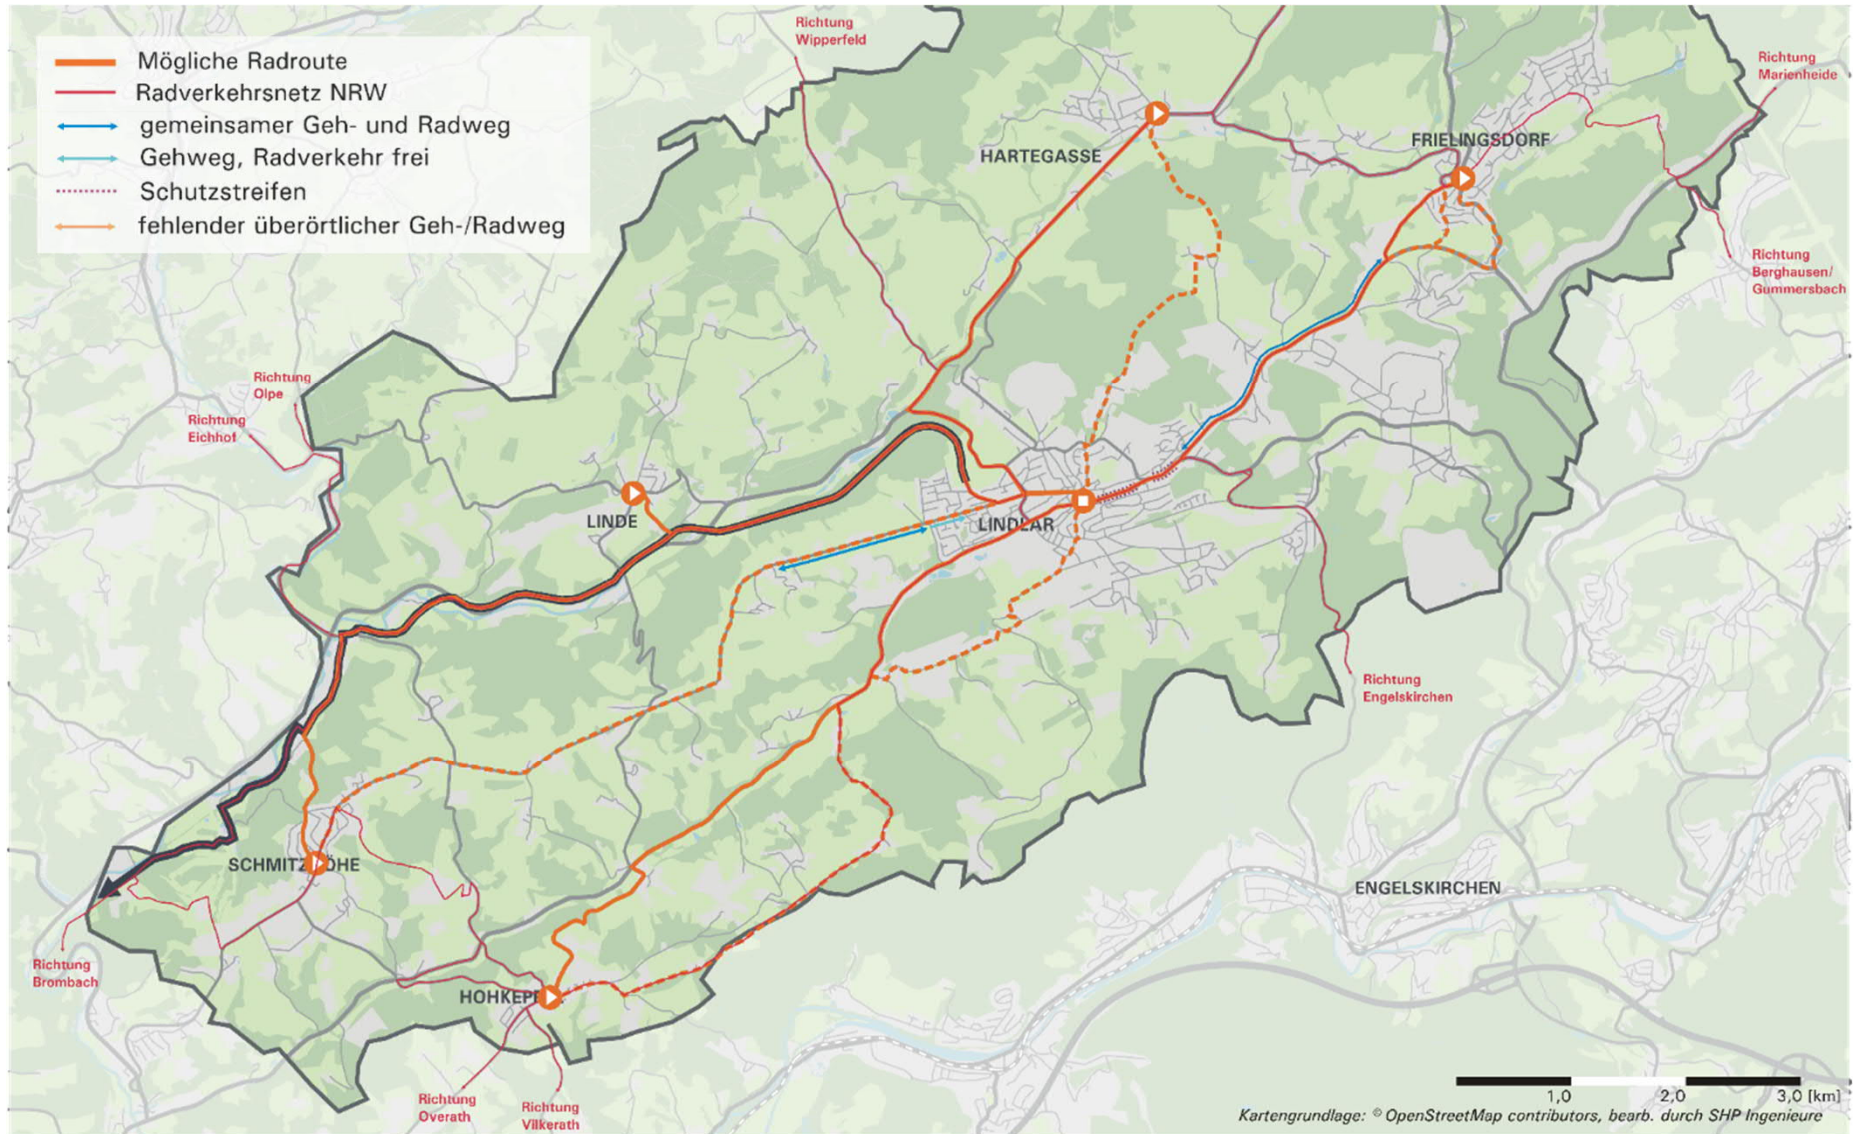 Mögliche Radroute
Radverkehrsnetz NRW
gemeinsamer Geh- und Radweg
Gehweg, Radverkehr frei
Schutzstreifen
fehlender überörtlicher Geh-/Radweg
Richtung
Wipperfeld
Richtung
Marienheide
FRIELINGSDORF
HARTEGASSE
Richtung
Berghausen/
Gummersbach
Richtung
Olpe
Richtung
Eichhof
LINDE
LINDLAR
Richtung
Engelskirchen
SCHMITZHÖHE
ENGELSKIRCHEN
Richtung
Brombach
HOHKEPPEL
Richtung
Overath
Richtung
Vilkerath
1,0 2,0 3,0 [km]
Kartengrundlage: © OpenStreetMap contributors, bearb. durch SHP Ingenieure